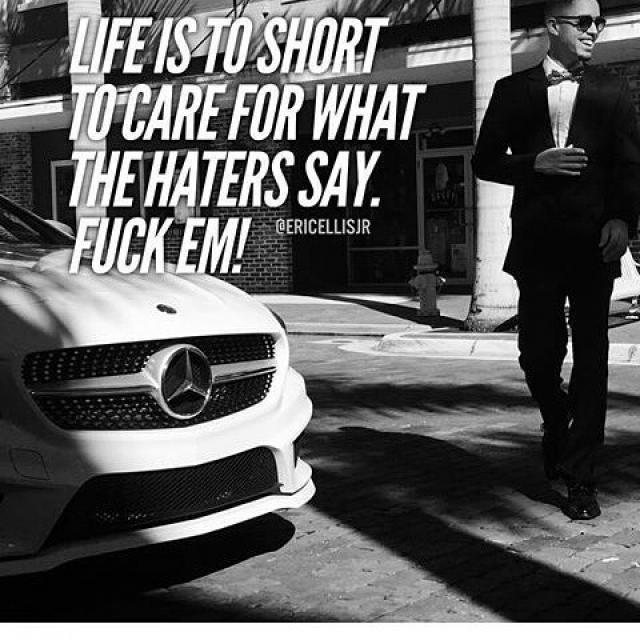 LIFE IS TO SHORT
TO CARE FOR WHAT
THE HATERS SAY.
FUCK EM!
@ERICELLISJR